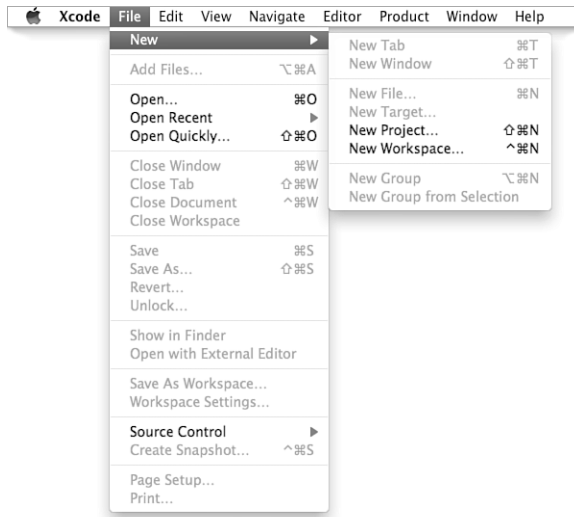 Xcode File Edit View Navigate Editor Product Window Help
New
Add Files... ⌥⌘A
Open... ⌘O
Open Recent
Open Quickly... ⇧⌘O
Close Window ⌘W
Close Tab ⇧⌘W
Close Document ^⌘W
Close Workspace
Save ⌘S
Save As... ⇧⌘S
Revert...
Unlock...
Show in Finder
Open with External Editor
Save As Workspace...
Workspace Settings...
Source Control
Create Snapshot... ^⌘S
Page Setup...
Print...
New Tab ⌘T
New Window ⇧⌘T
New File... ⌘N
New Target...
New Project... ⇧⌘N
New Workspace... ^⌘N
New Group ⌥⌘N
New Group from Selection